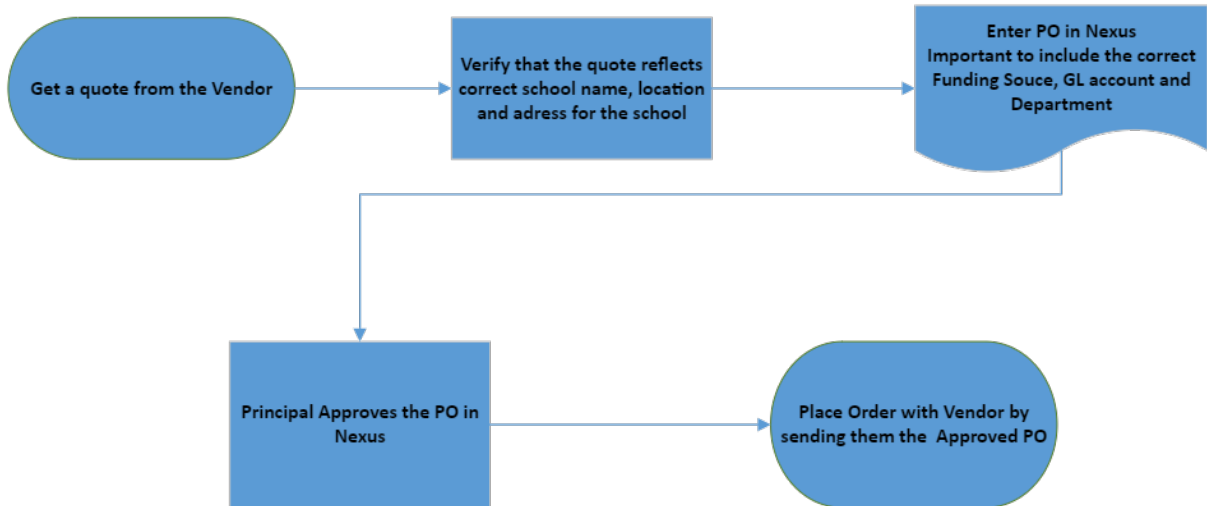 Get a quote from the Vendor
Verify that the quote reflects
correct school name, location
and adress for the school
Enter PO in Nexus
Important to include the correct
Funding Souce, GL account and
Department
Principal Approves the PO in
Nexus
Place Order with Vendor by
sending them the  Approved PO